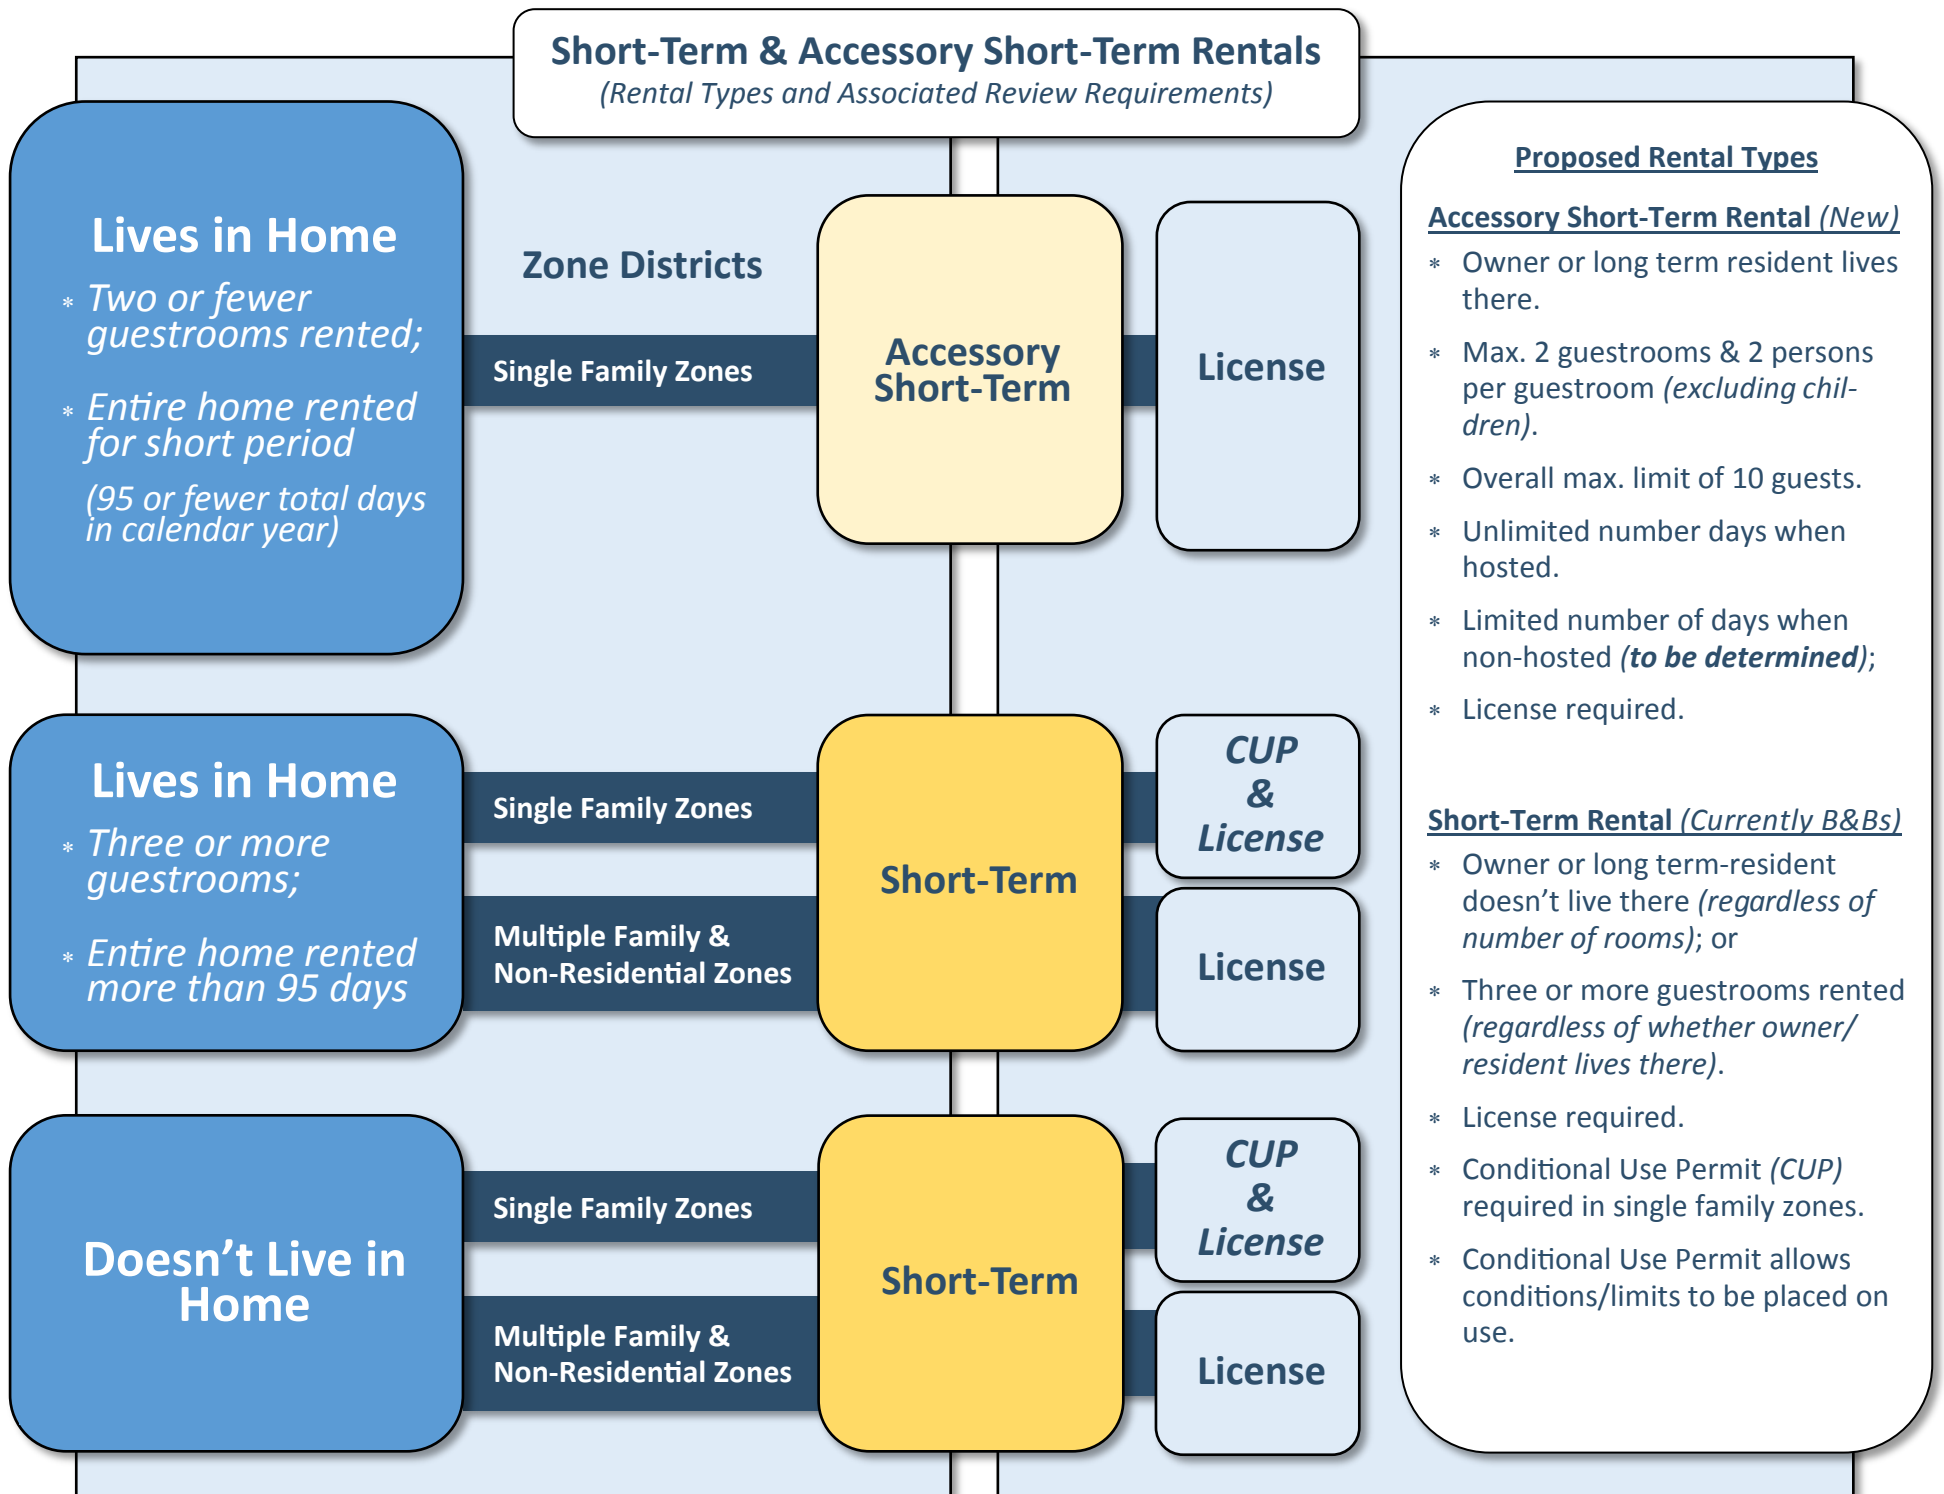 Short-Term & Accessory Short-Term Rentals
(Rental Types and Associated Review Requirements)
Lives in Home
* Two or fewer
guestrooms rented;
* Entire home rented
for short period
(95 or fewer total days
in calendar year)
Zone Districts
Single Family Zones
Accessory
Short-Term
License
Lives in Home
* Three or more
guestrooms;
* Entire home rented
more than 95 days
Single Family Zones
Multiple Family &
Non-Residential Zones
Short-Term
CUP
&
License
License
Doesn’t Live in
Home
Single Family Zones
Multiple Family &
Non-Residential Zones
Short-Term
CUP
&
License
License
Proposed Rental Types
Accessory Short-Term Rental (New)
* Owner or long term resident lives
there.
* Max. 2 guestrooms & 2 persons
per guestroom (excluding chil-
dren).
* Overall max. limit of 10 guests.
* Unlimited number days when
hosted.
* Limited number of days when
non-hosted (to be determined);
* License required.
Short-Term Rental (Currently B&Bs)
* Owner or long term-resident
doesn’t live there (regardless of
number of rooms); or
* Three or more guestrooms rented
(regardless of whether owner/
resident lives there).
* License required.
* Conditional Use Permit (CUP)
required in single family zones.
* Conditional Use Permit allows
conditions/limits to be placed on
use.